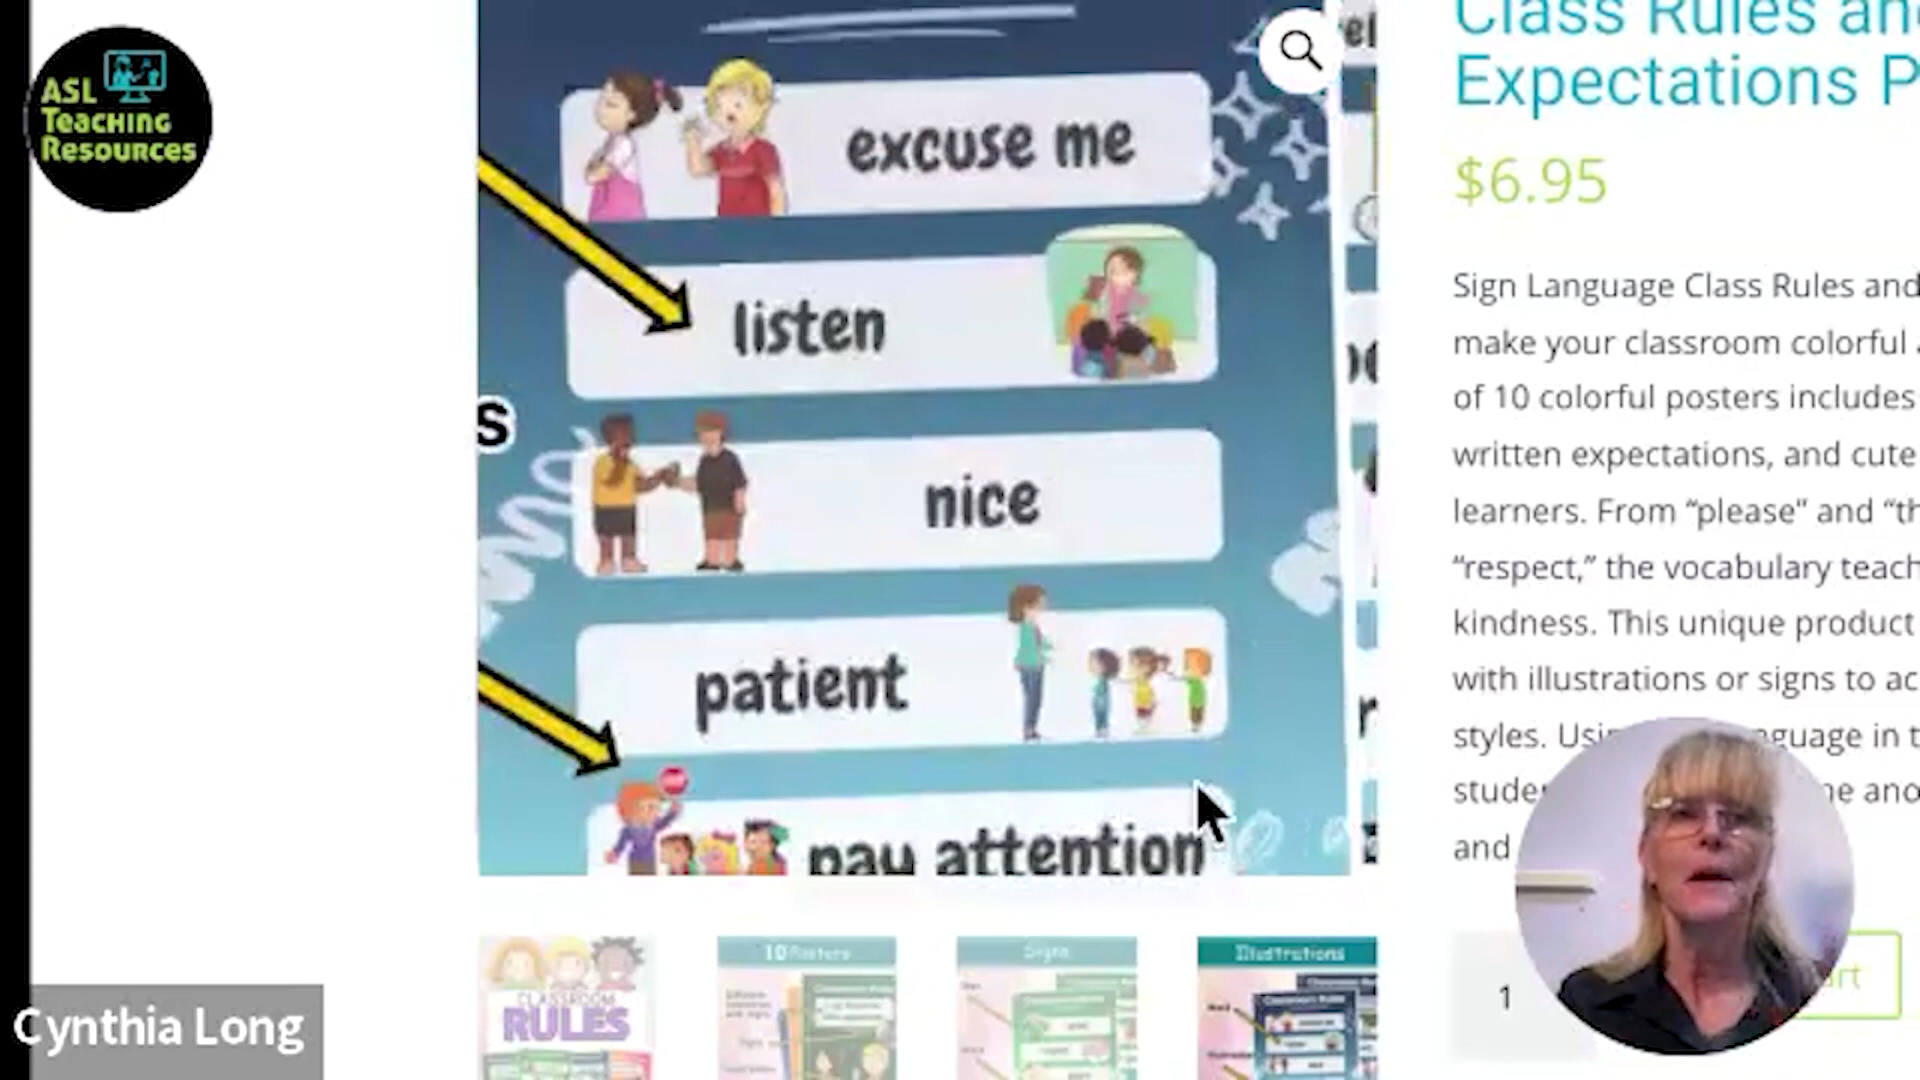 ASL
Teaching
Resources
excuse me
listen
s
nice
patient
pay attention
Class Rules an
Expectations P
$6.95
Sign Language Class Rules and
make your classroom colorful
of 10 colorful posters includes
written expectations, and cute
learners. From “please” and “th
“respect,” the vocabulary teach
kindness. This unique product
with illustrations or signs to ac
styles. Usi nguage in t
stude e ano
and
1
art
CLASSROOM
RULES
10 Posters
Signs
Illustrations
Cynthia Long